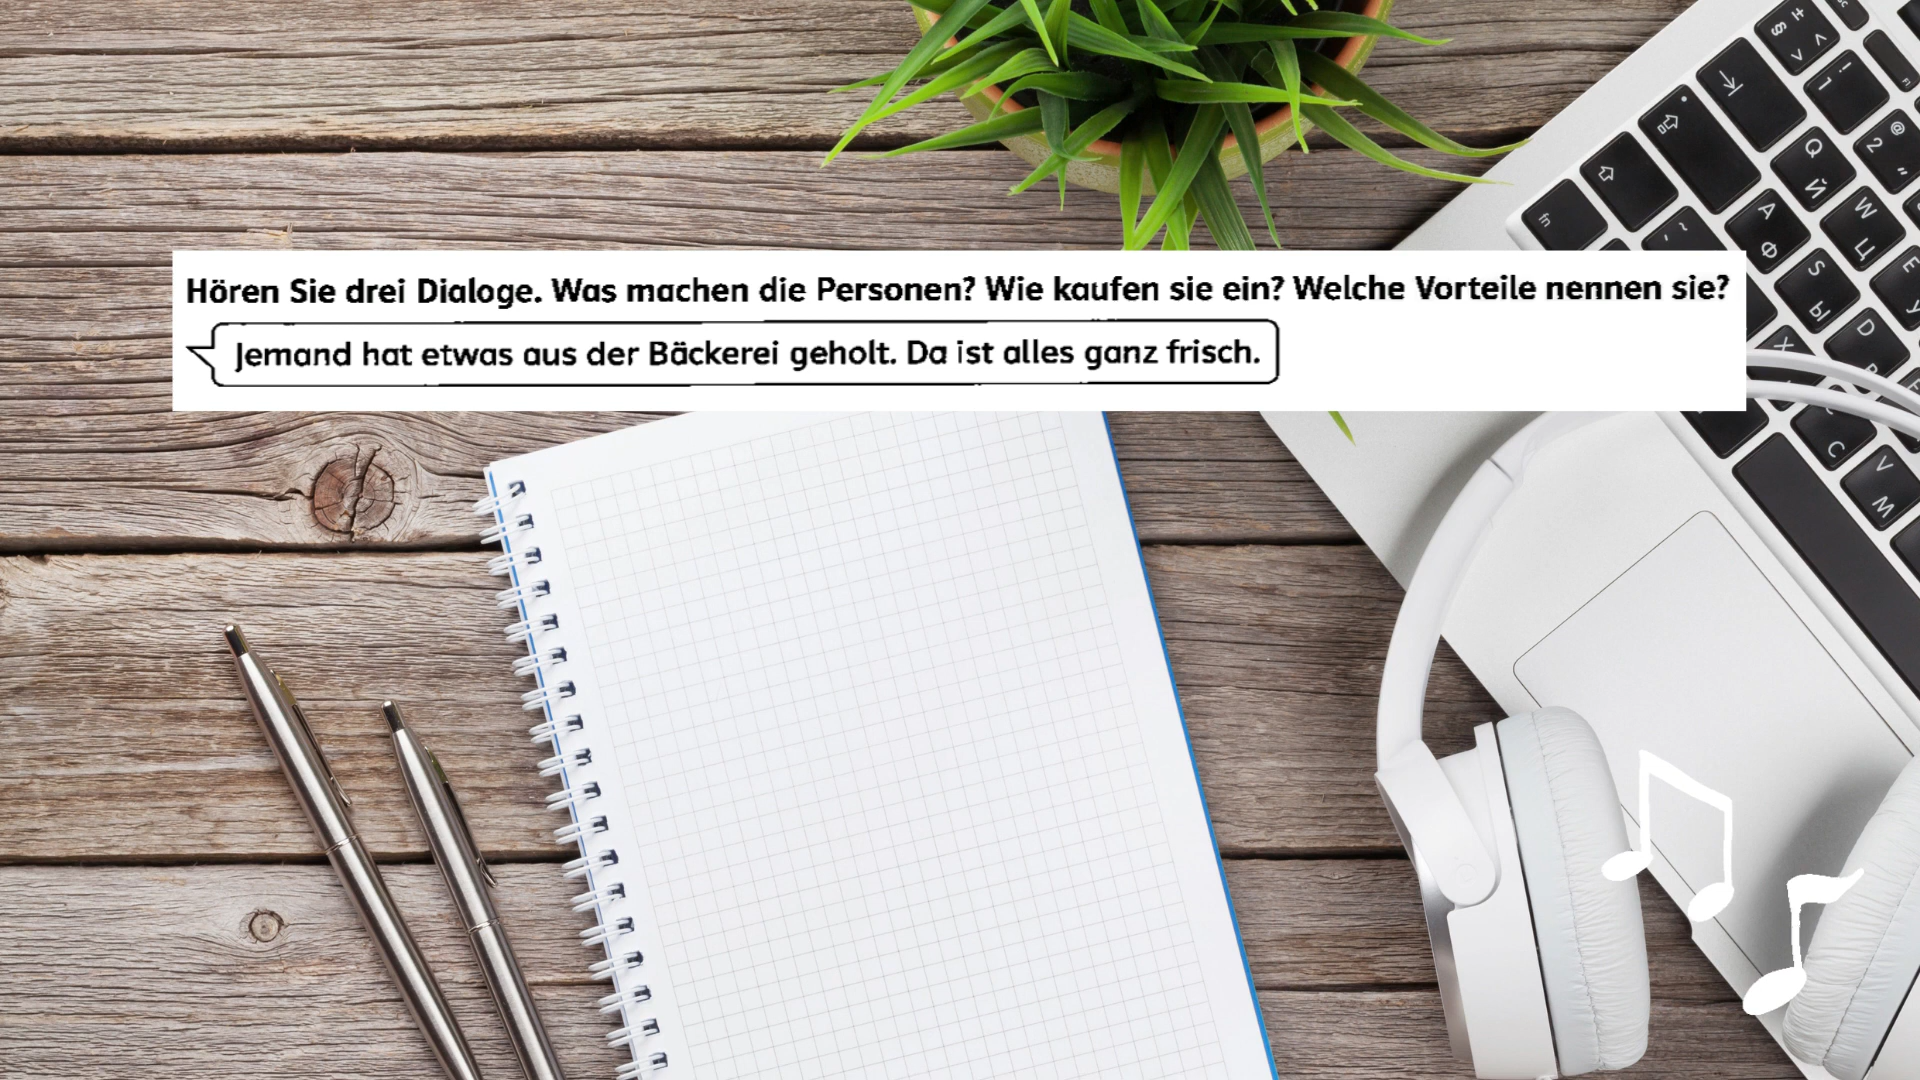 Hören Sie drei Dialoge. Was machen die Personen? Wie kaufen sie ein? Welche Vorteile nennen sie?
Jemand hat etwas aus der Bäckerei geholt. Da ist alles ganz frisch.